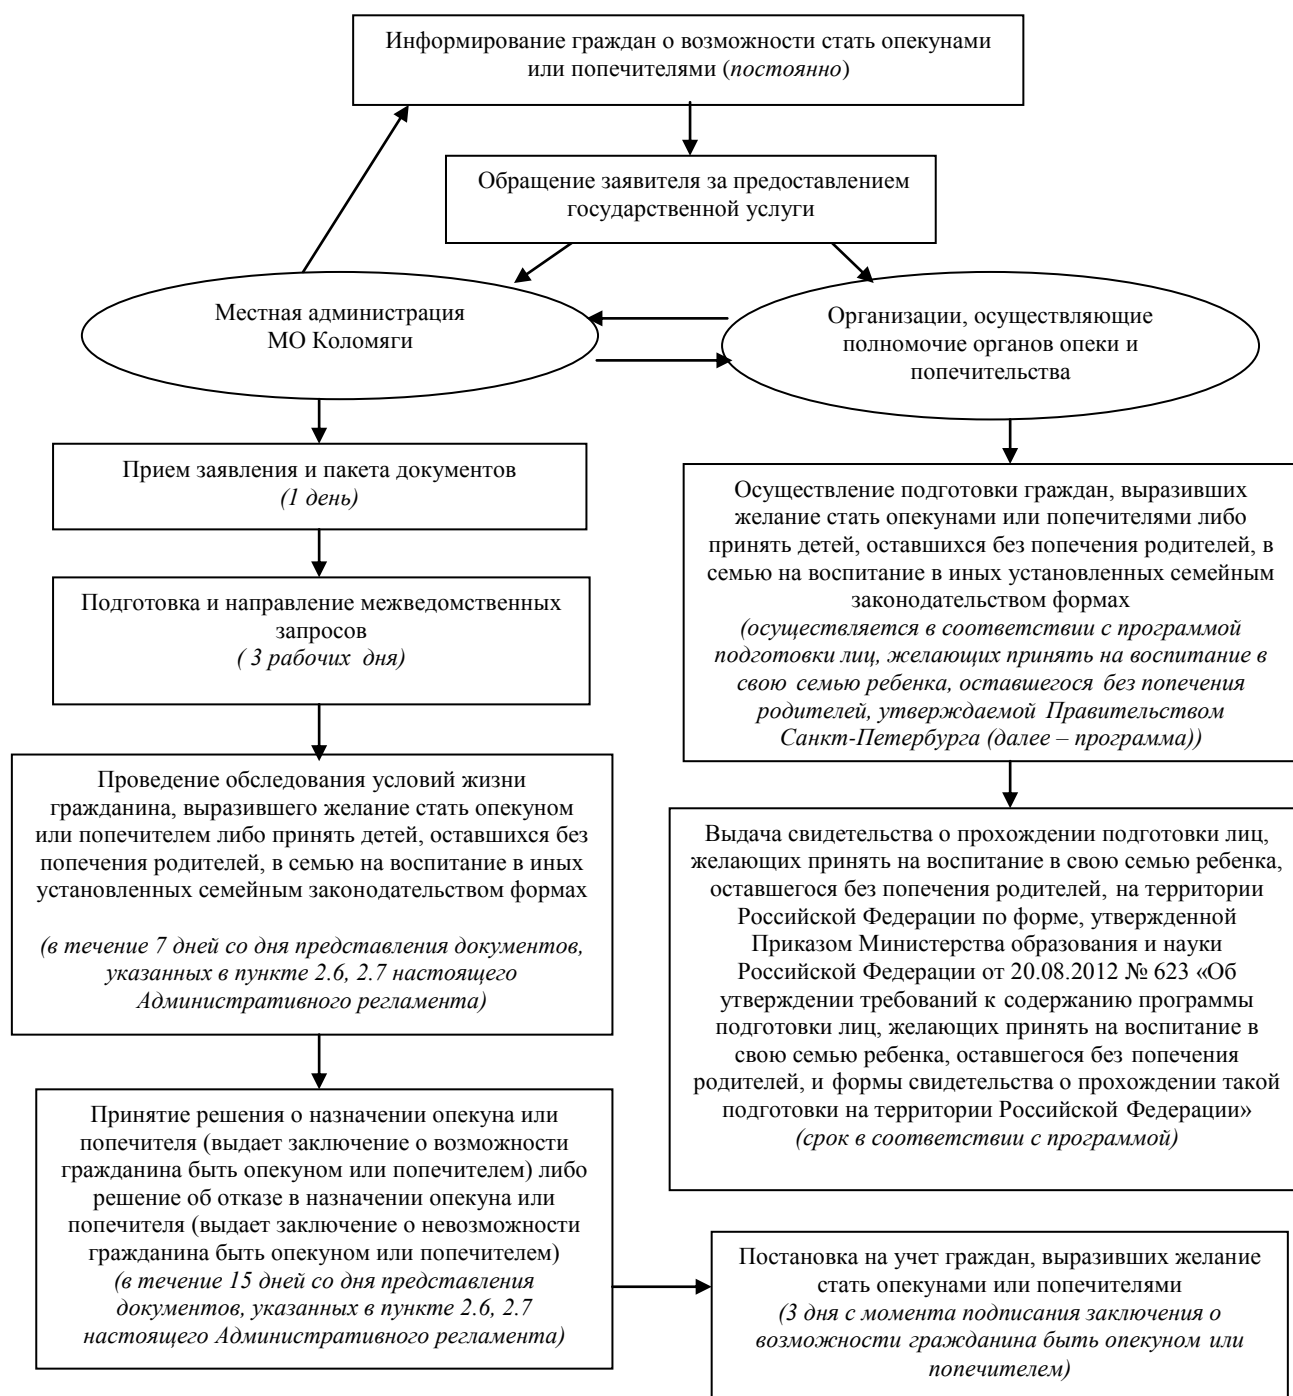 Информирование граждан о возможности стать опекунами
или попечителями (постоянно)
Обращение заявителя за предоставлением
государственной услуги
Местная администрация
МО Коломяги
Организации, осуществляющие
полномочие органов опеки и
попечительства
Прием заявления и пакета документов
(1 день)
Подготовка и направление межведомственных
запросов
( 3 рабочих дня)
Проведение обследования условий жизни
гражданина, выразившего желание стать опекуном
или попечителем либо принять детей, оставшихся без
попечения родителей, в семью на воспитание в иных
установленных семейным законодательством формах
(в течение 7 дней со дня представления документов,
указанных в пункте 2.6, 2.7 настоящего
Административного регламента)
Принятие решения о назначении опекуна или
попечителя (выдает заключение о возможности
гражданина быть опекуном или попечителем) либо
решение об отказе в назначении опекуна или
попечителя (выдает заключение о невозможности
гражданина быть опекуном или попечителем)
(в течение 15 дней со дня представления
документов, указанных в пункте 2.6, 2.7
настоящего Административного регламента)
Осуществление подготовки граждан, выразивших
желание стать опекунами или попечителями либо
принять детей, оставшихся без попечения родителей, в
семью на воспитание в иных установленных семейным
законодательством формах
(осуществляется в соответствии с программой
подготовки лиц, желающих принять на воспитание в
свою семью ребенка, оставшегося без попечения
родителей, утверждаемой Правительством
Санкт-Петербурга (далее – программа))
Выдача свидетельства о прохождении подготовки лиц,
желающих принять на воспитание в свою семью ребенка,
оставшегося без попечения родителей, на территории
Российской Федерации по форме, утвержденной
Приказом Министерства образования и науки
Российской Федерации от 20.08.2012 № 623 «Об
утверждении требований к содержанию программы
подготовки лиц, желающих принять на воспитание в
свою семью ребенка, оставшегося без попечения
родителей, и формы свидетельства о прохождении такой
подготовки на территории Российской Федерации»
(срок в соответствии с программой)
Постановка на учет граждан, выразивших желание
стать опекунами или попечителями
(3 дня с момента подписания заключения о
возможности гражданина быть опекуном или
попечителем)